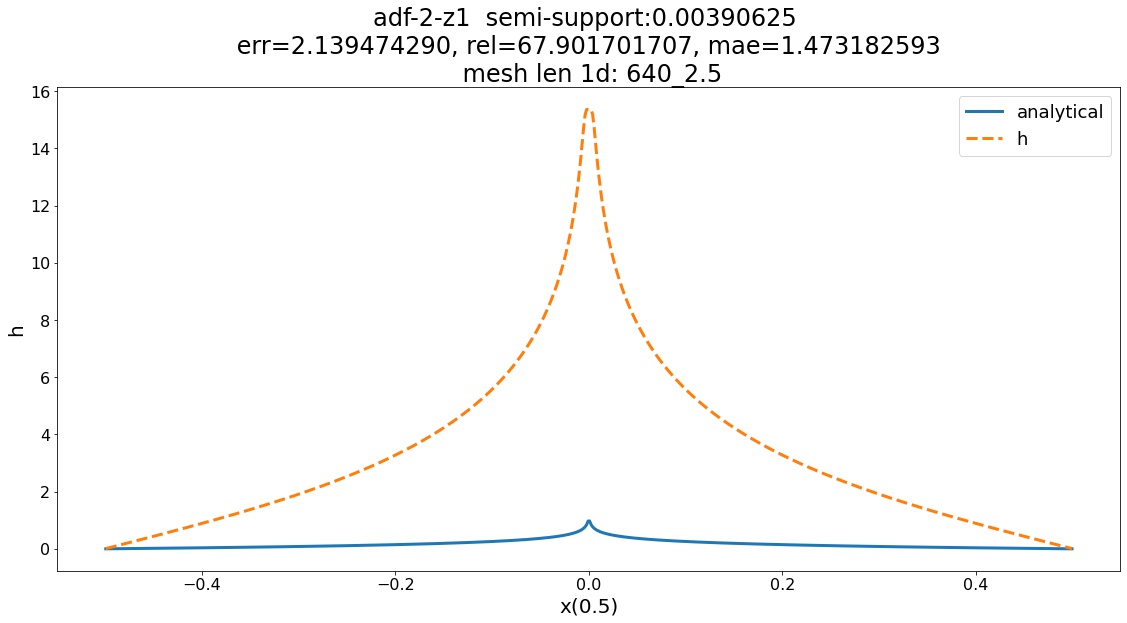 adf-2-z1  semi-support:0.00390625
err=2.139474290, rel=67.901701707, mae=1.473182593
mesh len 1d: 640_2.5
16
14
12
10
8
6
4
2
0
h
analytical
h
−0.4
−0.2
0.0
0.2
0.4
x(0.5)